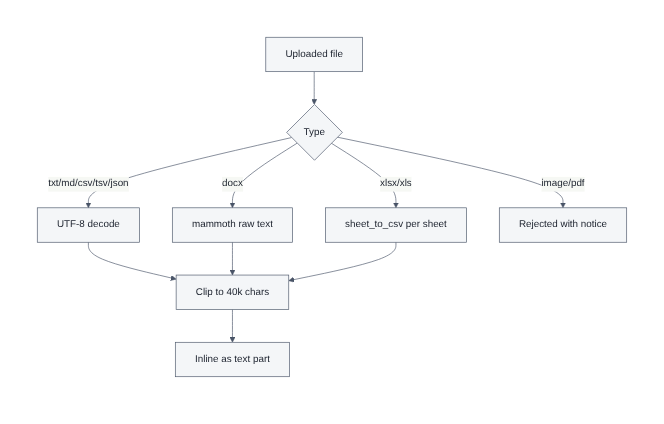 Uploaded file
Type
txt/md/csv/tsv/json
docx
xlsx/xls
image/pdf
UTF-8 decode
mammoth raw text
sheet_to_csv per sheet
Rejected with notice
Clip to 40k chars
Inline as text part